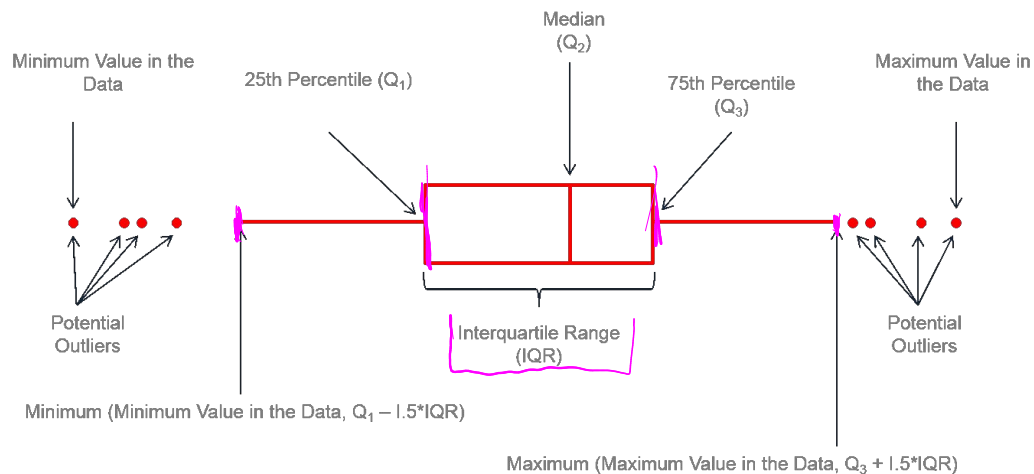 Median
(Q2)
Minimum Value in the
Data
Maximum Value in
the Data
25th Percentile (Q1)
75th Percentile
(Q3)
Potential
Outliers
Interquartile Range
(IQR)
Potential
Outliers
Minimum (Minimum Value in the Data, Q1 – I.5*IQR)
Maximum (Maximum Value in the Data, Q3 + I.5*IQR)